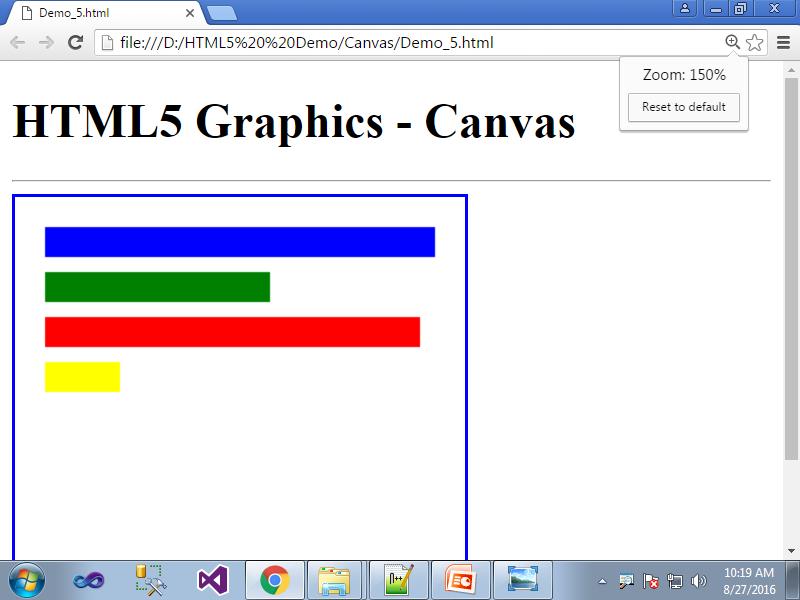 Demo_5.html
file:///D:/HTML5%20%20Demo/Canvas/Demo_5.html
Zoom: 150%
Reset to default
HTML5 Graphics - Canvas
10:19 AM
8/27/2016